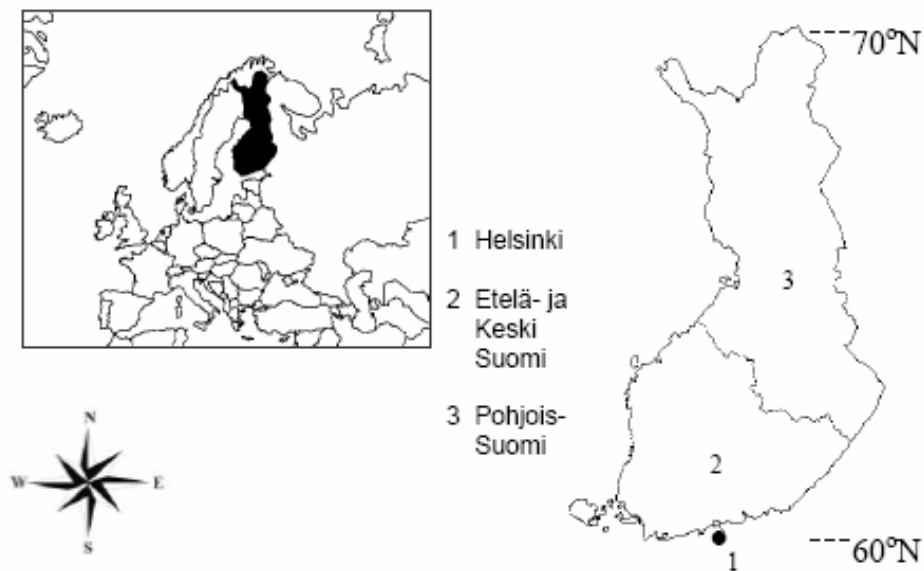 70°N
1 Helsinki
2 Etelä- ja
Keski
Suomi
3 Pohjois-
Suomi
3
2
N
W
E
S
60°N
1